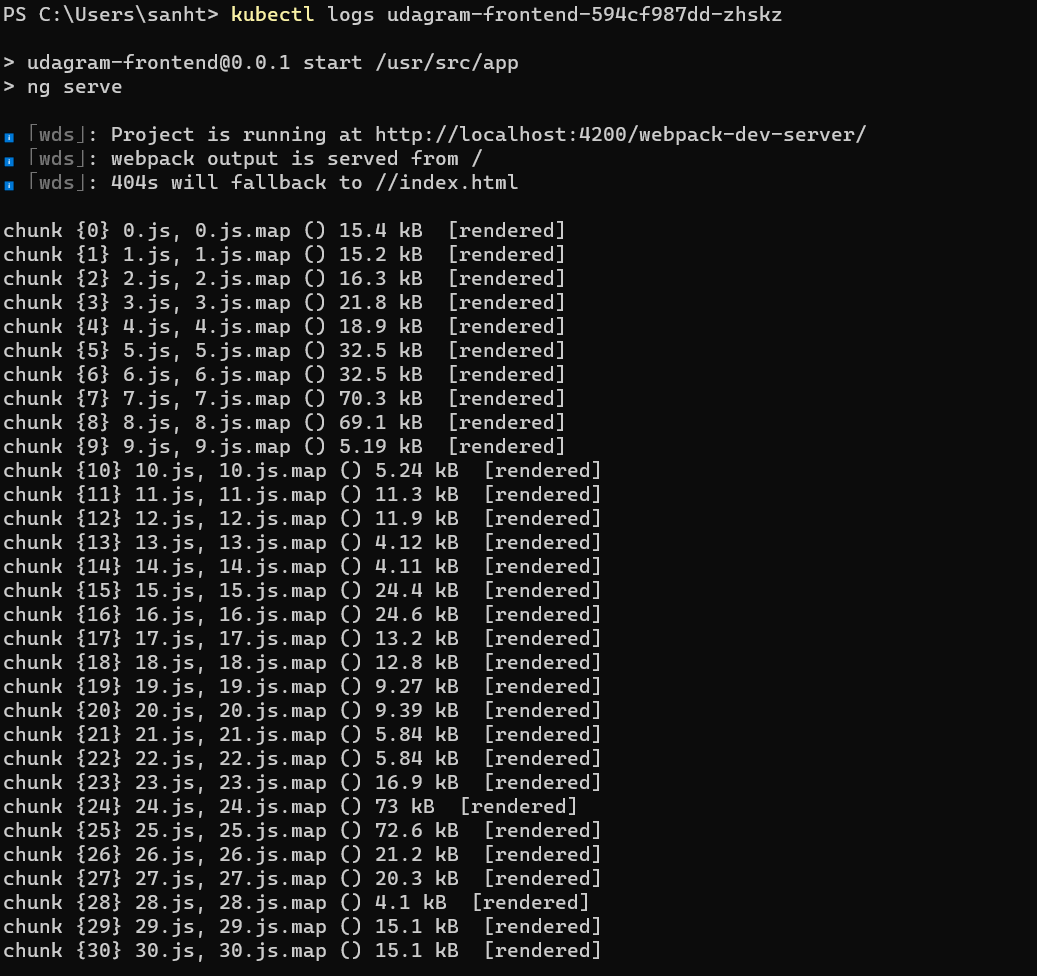 PS C:\Users\sanht> kubectl logs udagram-frontend-594cf987dd-zhskz
> udagram-frontend@0.0.1 start /usr/src/app
> ng serve
i ｢wds｣: Project is running at http://localhost:4200/webpack-dev-server/
i ｢wds｣: webpack output is served from /
i ｢wds｣: 404s will fallback to //index.html
chunk {0} 0.js, 0.js.map () 15.4 kB  [rendered]
chunk {1} 1.js, 1.js.map () 15.2 kB  [rendered]
chunk {2} 2.js, 2.js.map () 16.3 kB  [rendered]
chunk {3} 3.js, 3.js.map () 21.8 kB  [rendered]
chunk {4} 4.js, 4.js.map () 18.9 kB  [rendered]
chunk {5} 5.js, 5.js.map () 32.5 kB  [rendered]
chunk {6} 6.js, 6.js.map () 32.5 kB  [rendered]
chunk {7} 7.js, 7.js.map () 70.3 kB  [rendered]
chunk {8} 8.js, 8.js.map () 69.1 kB  [rendered]
chunk {9} 9.js, 9.js.map () 5.19 kB  [rendered]
chunk {10} 10.js, 10.js.map () 5.24 kB  [rendered]
chunk {11} 11.js, 11.js.map () 11.3 kB  [rendered]
chunk {12} 12.js, 12.js.map () 11.9 kB  [rendered]
chunk {13} 13.js, 13.js.map () 4.12 kB  [rendered]
chunk {14} 14.js, 14.js.map () 4.11 kB  [rendered]
chunk {15} 15.js, 15.js.map () 24.4 kB  [rendered]
chunk {16} 16.js, 16.js.map () 24.6 kB  [rendered]
chunk {17} 17.js, 17.js.map () 13.2 kB  [rendered]
chunk {18} 18.js, 18.js.map () 12.8 kB  [rendered]
chunk {19} 19.js, 19.js.map () 9.27 kB  [rendered]
chunk {20} 20.js, 20.js.map () 9.39 kB  [rendered]
chunk {21} 21.js, 21.js.map () 5.84 kB  [rendered]
chunk {22} 22.js, 22.js.map () 5.84 kB  [rendered]
chunk {23} 23.js, 23.js.map () 16.9 kB  [rendered]
chunk {24} 24.js, 24.js.map () 73 kB  [rendered]
chunk {25} 25.js, 25.js.map () 72.6 kB  [rendered]
chunk {26} 26.js, 26.js.map () 21.2 kB  [rendered]
chunk {27} 27.js, 27.js.map () 20.3 kB  [rendered]
chunk {28} 28.js, 28.js.map () 4.1 kB  [rendered]
chunk {29} 29.js, 29.js.map () 15.1 kB  [rendered]
chunk {30} 30.js, 30.js.map () 15.1 kB  [rendered]